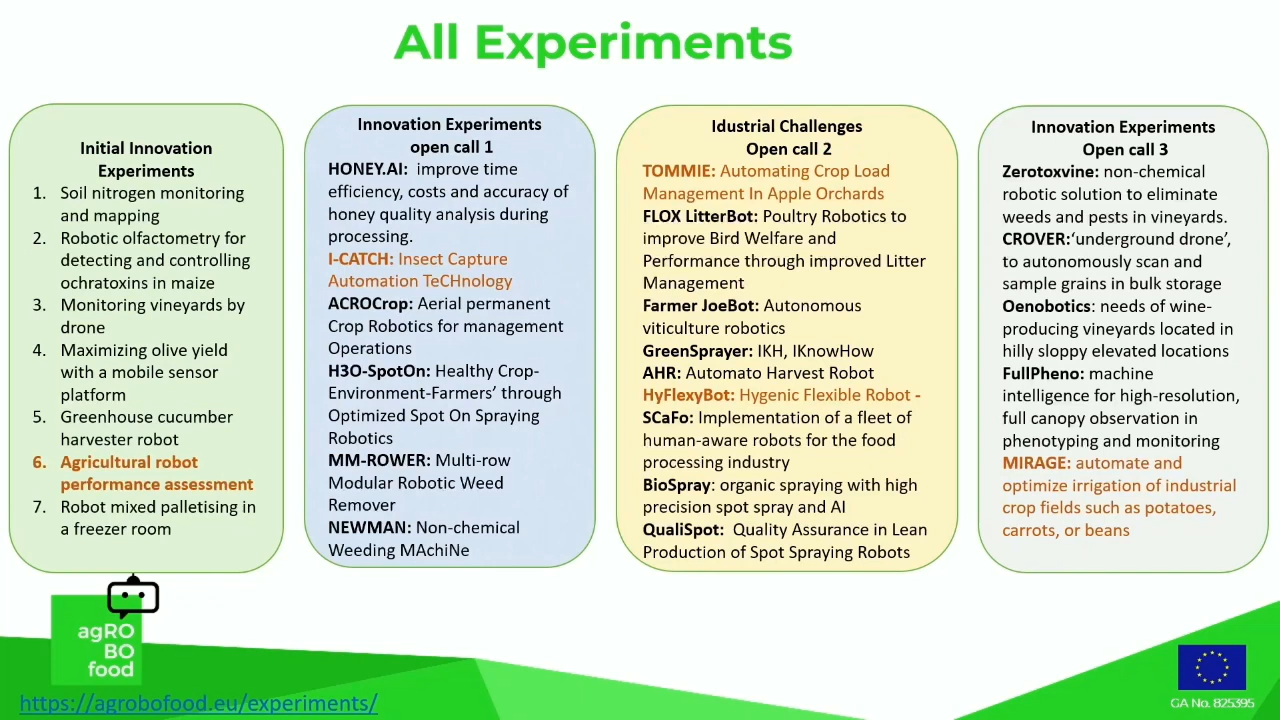 All Experiments
Initial Innovation
Experiments
1. Soil nitrogen monitoring
and mapping
2. Robotic olfactometry for
detecting and controlling
ochratoxins in maize
3. Monitoring vineyards by
drone
4. Maximizing olive yield
with a mobile sensor
platform
5. Greenhouse cucumber
harvester robot
6. Agricultural robot
performance assessment
7. Robot mixed palletising in
a freezer room
Innovation Experiments
open call 1
HONEY.AI: improve time
efficiency, costs and accuracy of
honey quality analysis during
processing.
I-CATCH: Insect Capture
Automation TeCHnology
ACROCrop: Aerial permanent
Crop Robotics for management
Operations
H3O-SpotOn: Healthy Crop-
Environment-Farmers’ through
Optimized Spot On Spraying
Robotics
MM-ROWER: Multi-row
Modular Robotic Weed
Remover
NEWMAN: Non-chemical
Weeding MAchiNe
Idustrial Challenges
Open call 2
TOMMIE: Automating Crop Load
Management In Apple Orchards
FLOX LitterBot: Poultry Robotics to
improve Bird Welfare and
Performance through improved Litter
Management
Farmer JoeBot: Autonomous
viticulture robotics
GreenSprayer: IKH, IKnowHow
AHR: Automato Harvest Robot
HyFlexyBot: Hygenic Flexible Robot -
SCaFo: Implementation of a fleet of
human-aware robots for the food
processing industry
BioSpray: organic spraying with high
precision spot spray and AI
QualiSpot: Quality Assurance in Lean
Production of Spot Spraying Robots
Innovation Experiments
Open call 3
Zerotoxvine: non-chemical
robotic solution to eliminate
weeds and pests in vineyards.
CROVER:‘underground drone’,
to autonomously scan and
sample grains in bulk storage
Oenobotics: needs of wine-
producing vineyards located in
hilly sloppy elevated locations
FullPheno: machine
intelligence for high-resolution,
full canopy observation in
phenotyping and monitoring
MIRAGE: automate and
optimize irrigation of industrial
crop fields such as potatoes,
carrots, or beans
agRO
BO
food
https://agrobofood.eu/experiments/
GA No. 825395